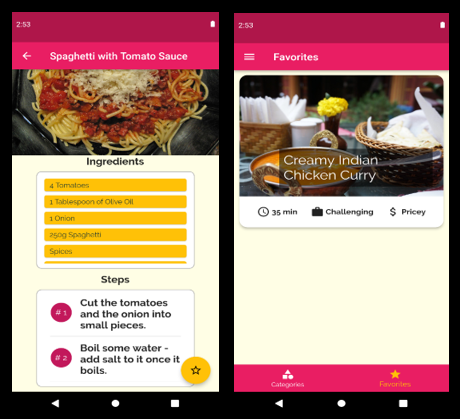 2:53
Spaghetti with Tomato Sauce
Ingredients
4 Tomatoes
1 Tablespoon of Olive Oil
1 Onion
250g Spaghetti
Spices
Steps
# 1
Cut the tomatoes
and the onion into
small pieces.
# 2
Boil some water -
add salt to it once it
boils.
2:53
Favorites
Creamy Indian
Chicken Curry
35 min
Challenging
$ Pricey
Categories
Favorites